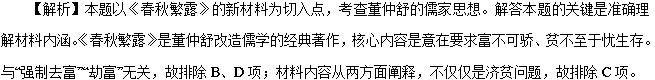 【解析】本题以《春秋繁露》的新材料为切入点，考查董仲舒的儒家思想。解答本题的关键是准确理
解材料内涵。《春秋繁露》是董仲舒改造儒学的经典著作，核心内容是意在要求富不可骄、贫不至于忧生存。
与“强制去富”“劫富”无关，故排除 B、D 项；材料内容从两方面阐释，不仅仅是济贫问题，故排除 C 项。